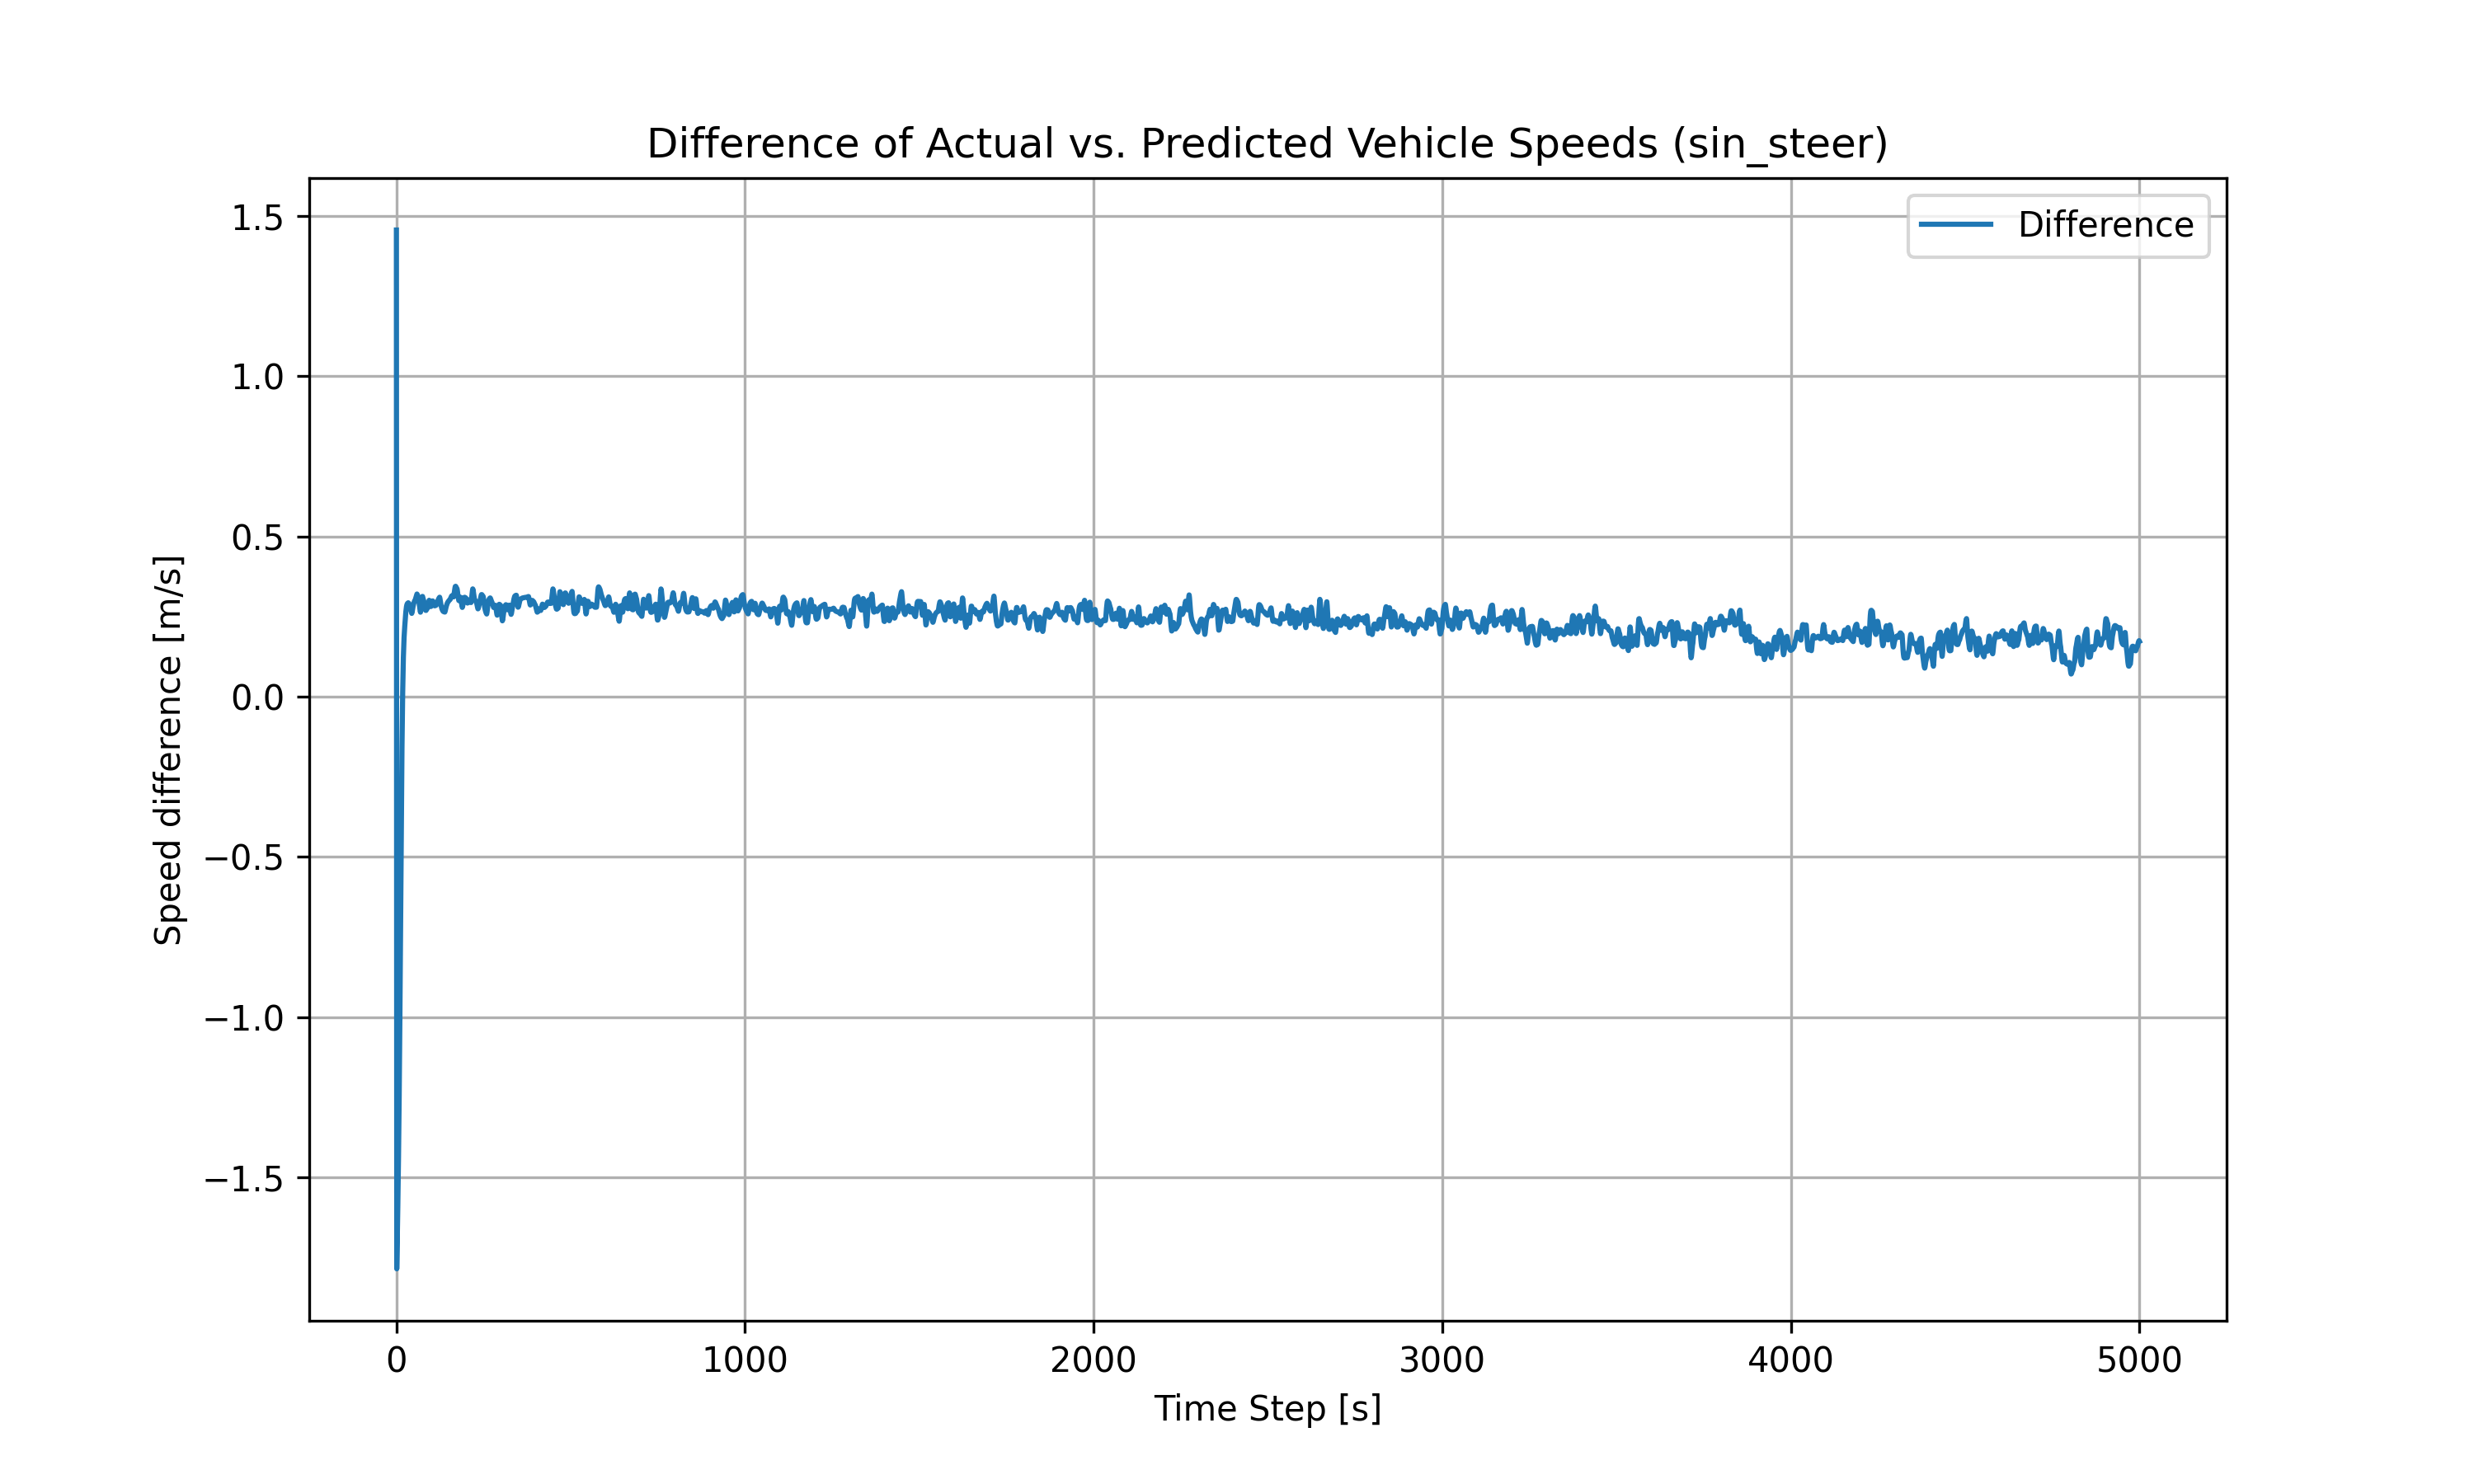 Difference of Actual vs. Predicted Vehicle Speeds (sin_steer)
Difference
1.5
1.0
0.5
0.0
−0.5
−1.0
−1.5
Speed difference [m/s]
0 1000 2000 3000 4000 5000
Time Step [s]